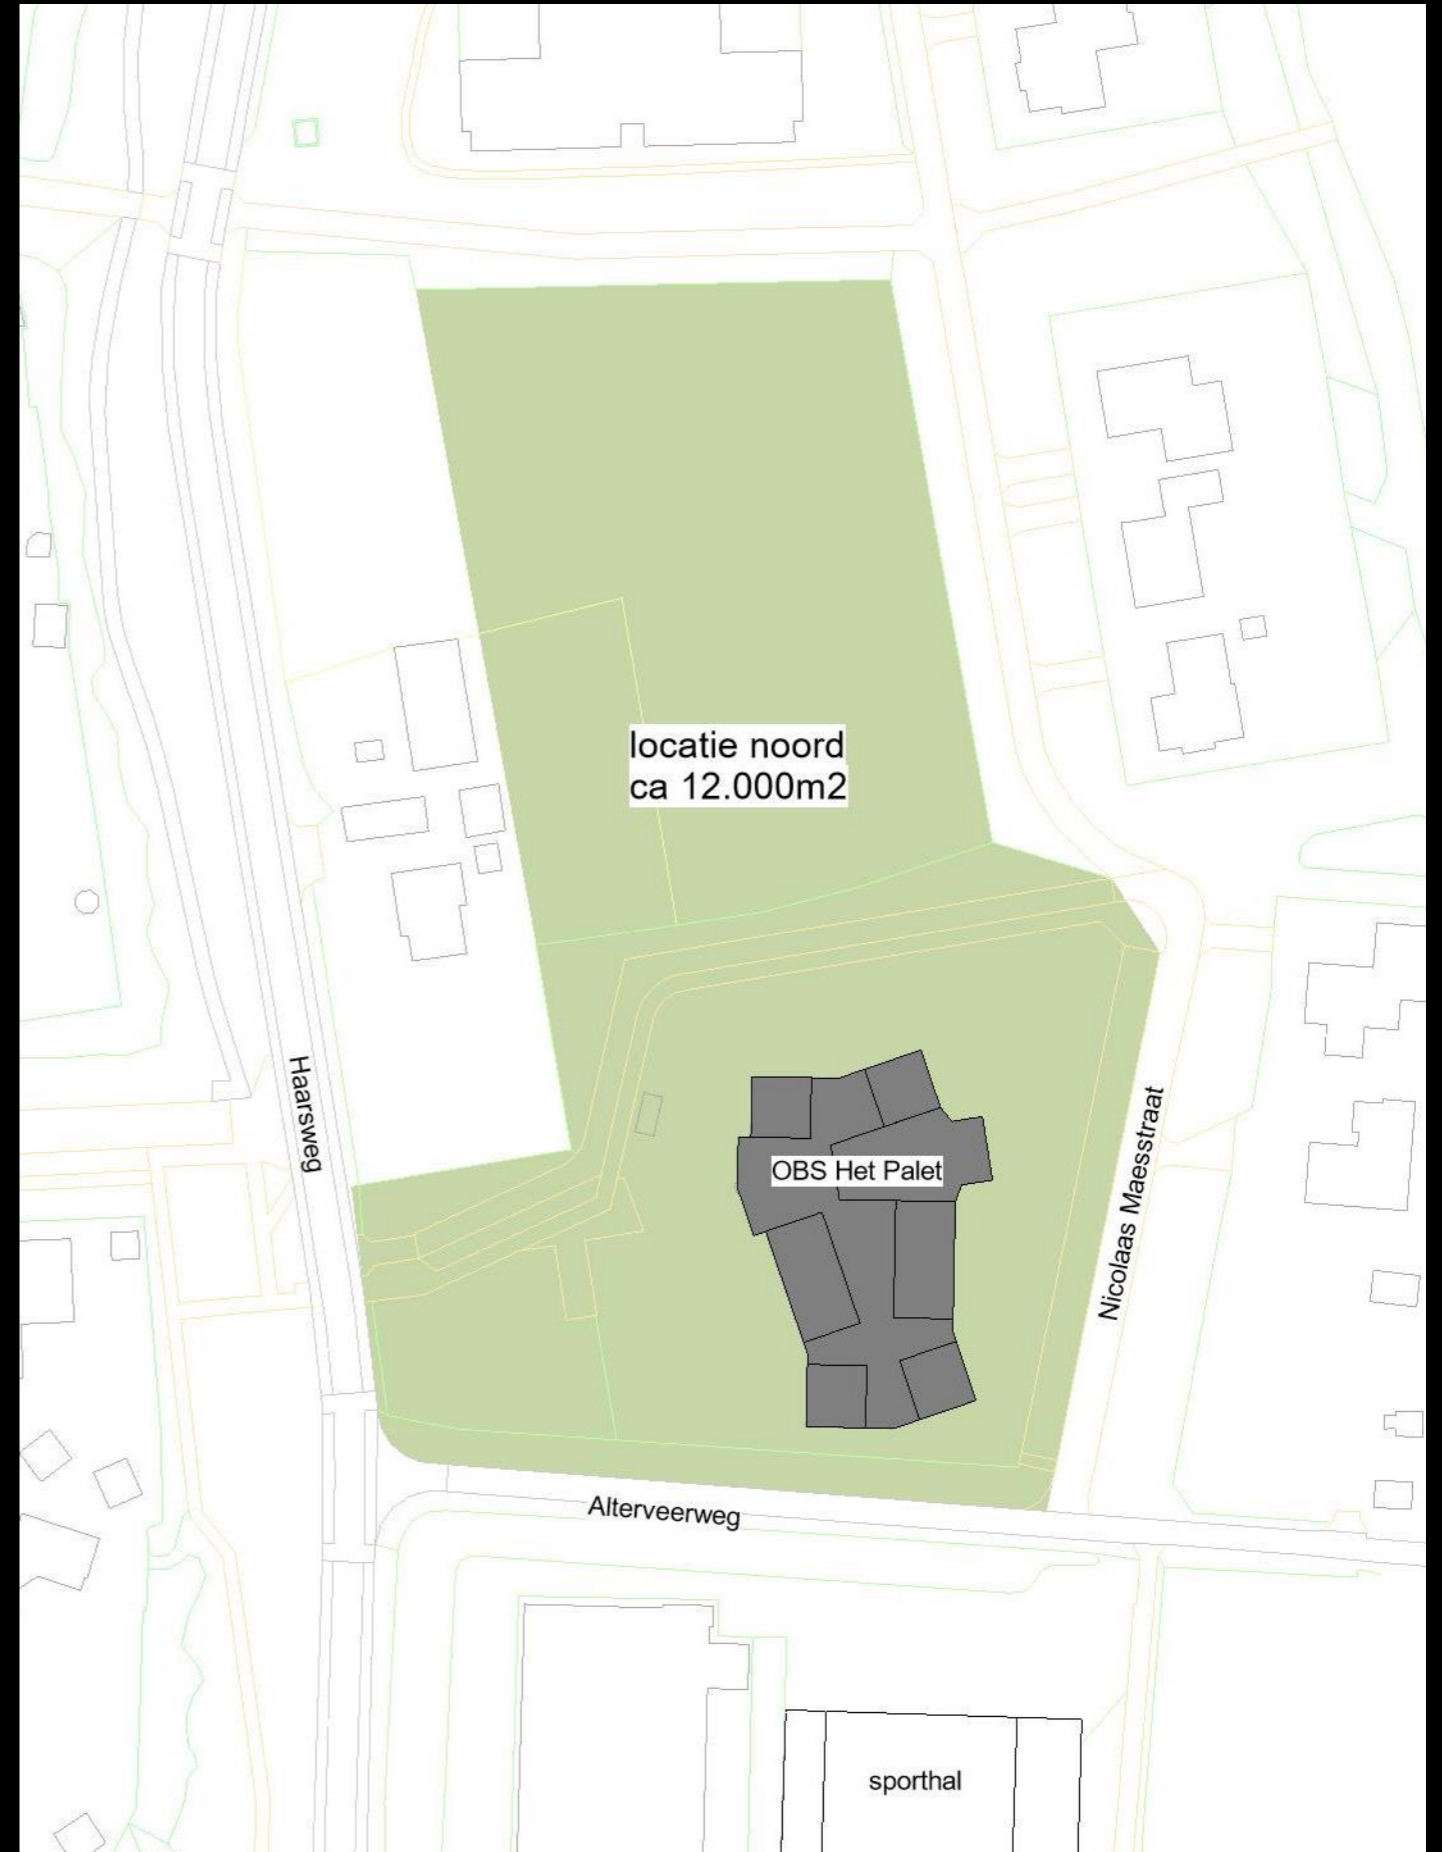 locatie noord
ca 12.000m2
Haarsweg
OBS Het Palet
Nicolaas Maesstraat
Alterveerweg
sporthal